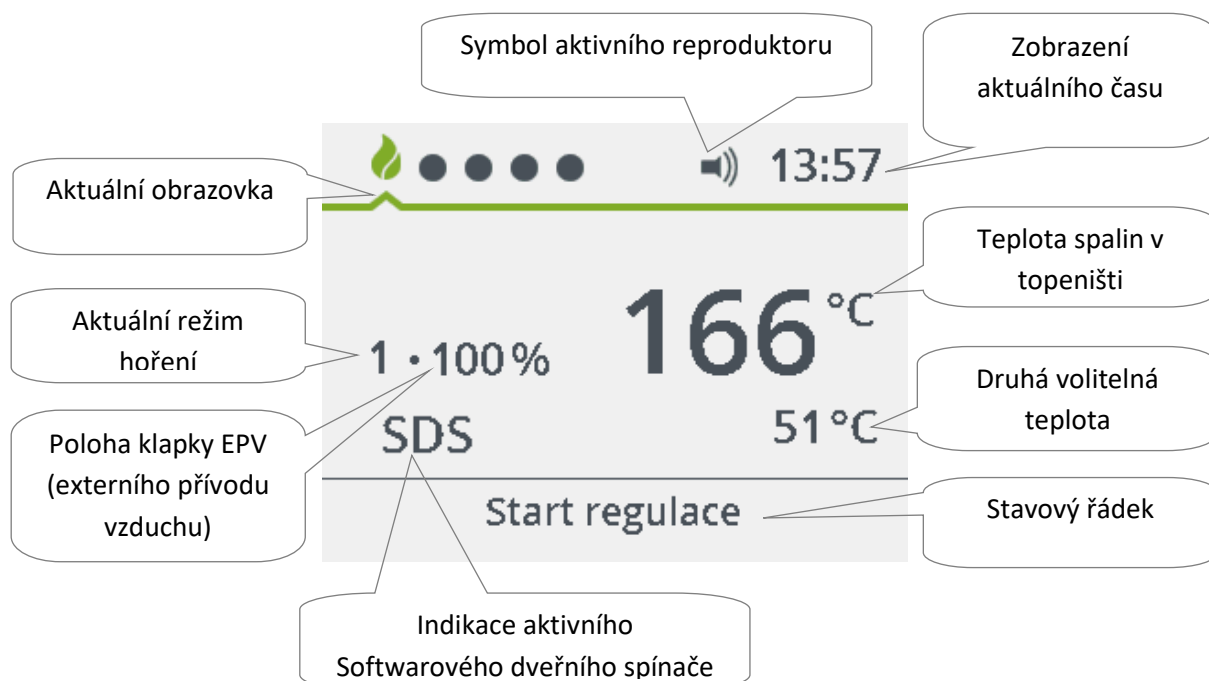 Symbol aktivního reproduktoru
Zobrazení
aktuálního času
13:57
Aktuální obrazovka
Teplota spalin v
topeništi
166 °C
Aktuální režim
hoření
1 • 100 %
Druhá volitelná
teplota
51 °C
SDS
Poloha klapky EPV
(externího přívodu
vzduchu)
Start regulace
Stavový řádek
Indikace aktivního
Softwarového dveřního spínače